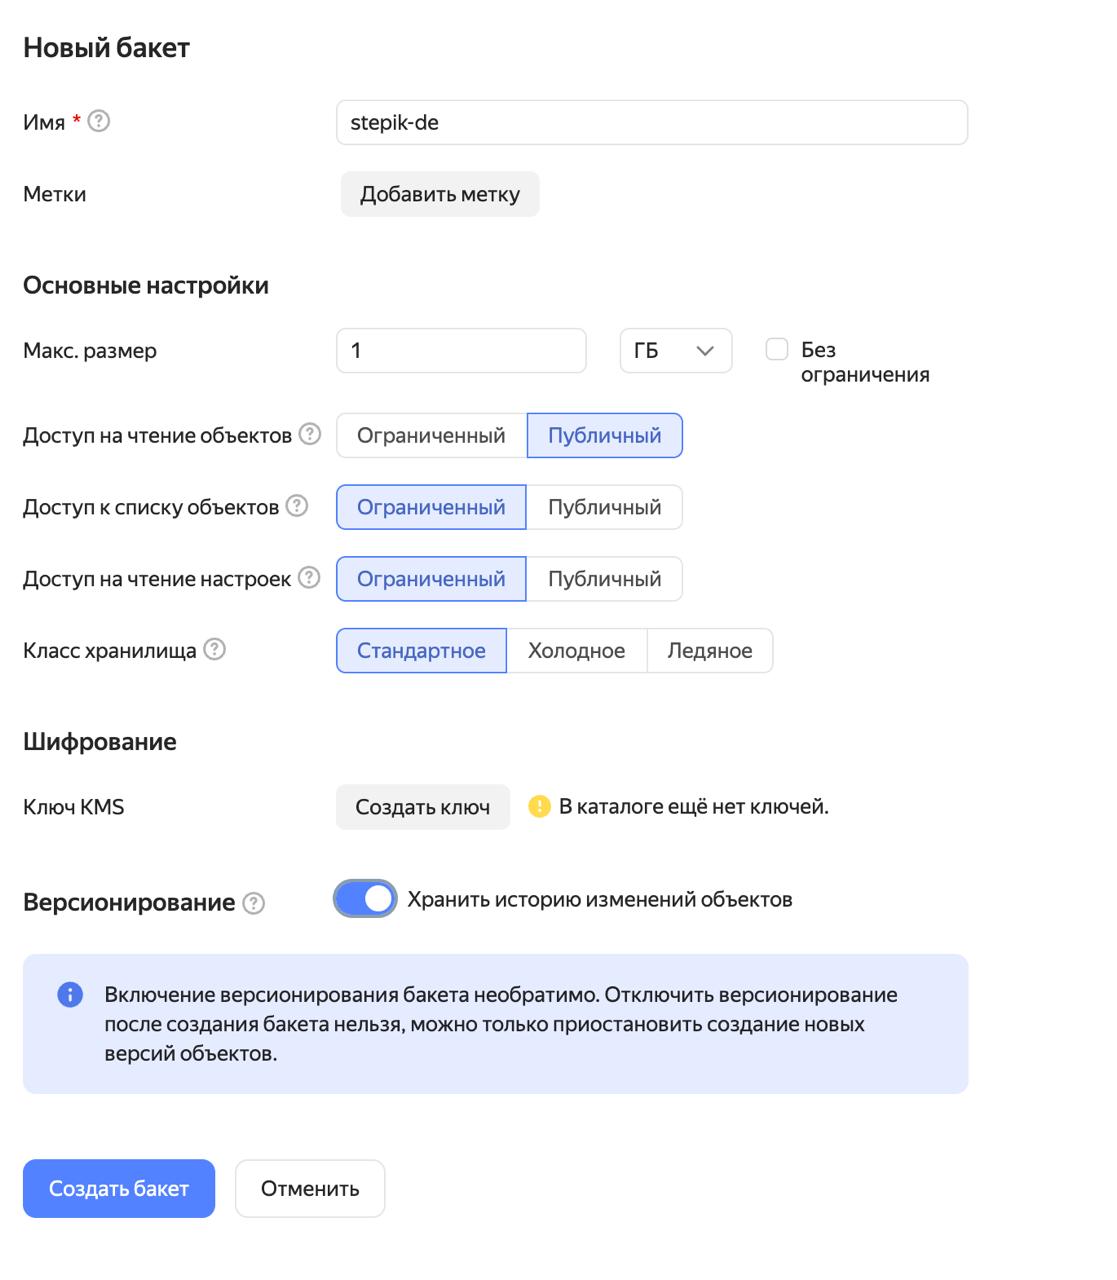 Новый бакет
Имя *
stepik-de
Метки
Добавить метку
Основные настройки
Макс. размер
1
ГБ
Без
ограничения
Доступ на чтение объектов
Ограниченный
Публичный
Доступ к списку объектов
Ограниченный
Публичный
Доступ на чтение настроек
Ограниченный
Публичный
Класс хранилища
Стандартное
Холодное
Ледяное
Шифрование
Ключ KMS
Создать ключ
В каталоге ещё нет ключей.
Версионирование
Хранить историю изменений объектов
Включение версионирования бакета необратимо. Отключить версионирование
после создания бакета нельзя, можно только приостановить создание новых
версий объектов.
Создать бакет
Отменить